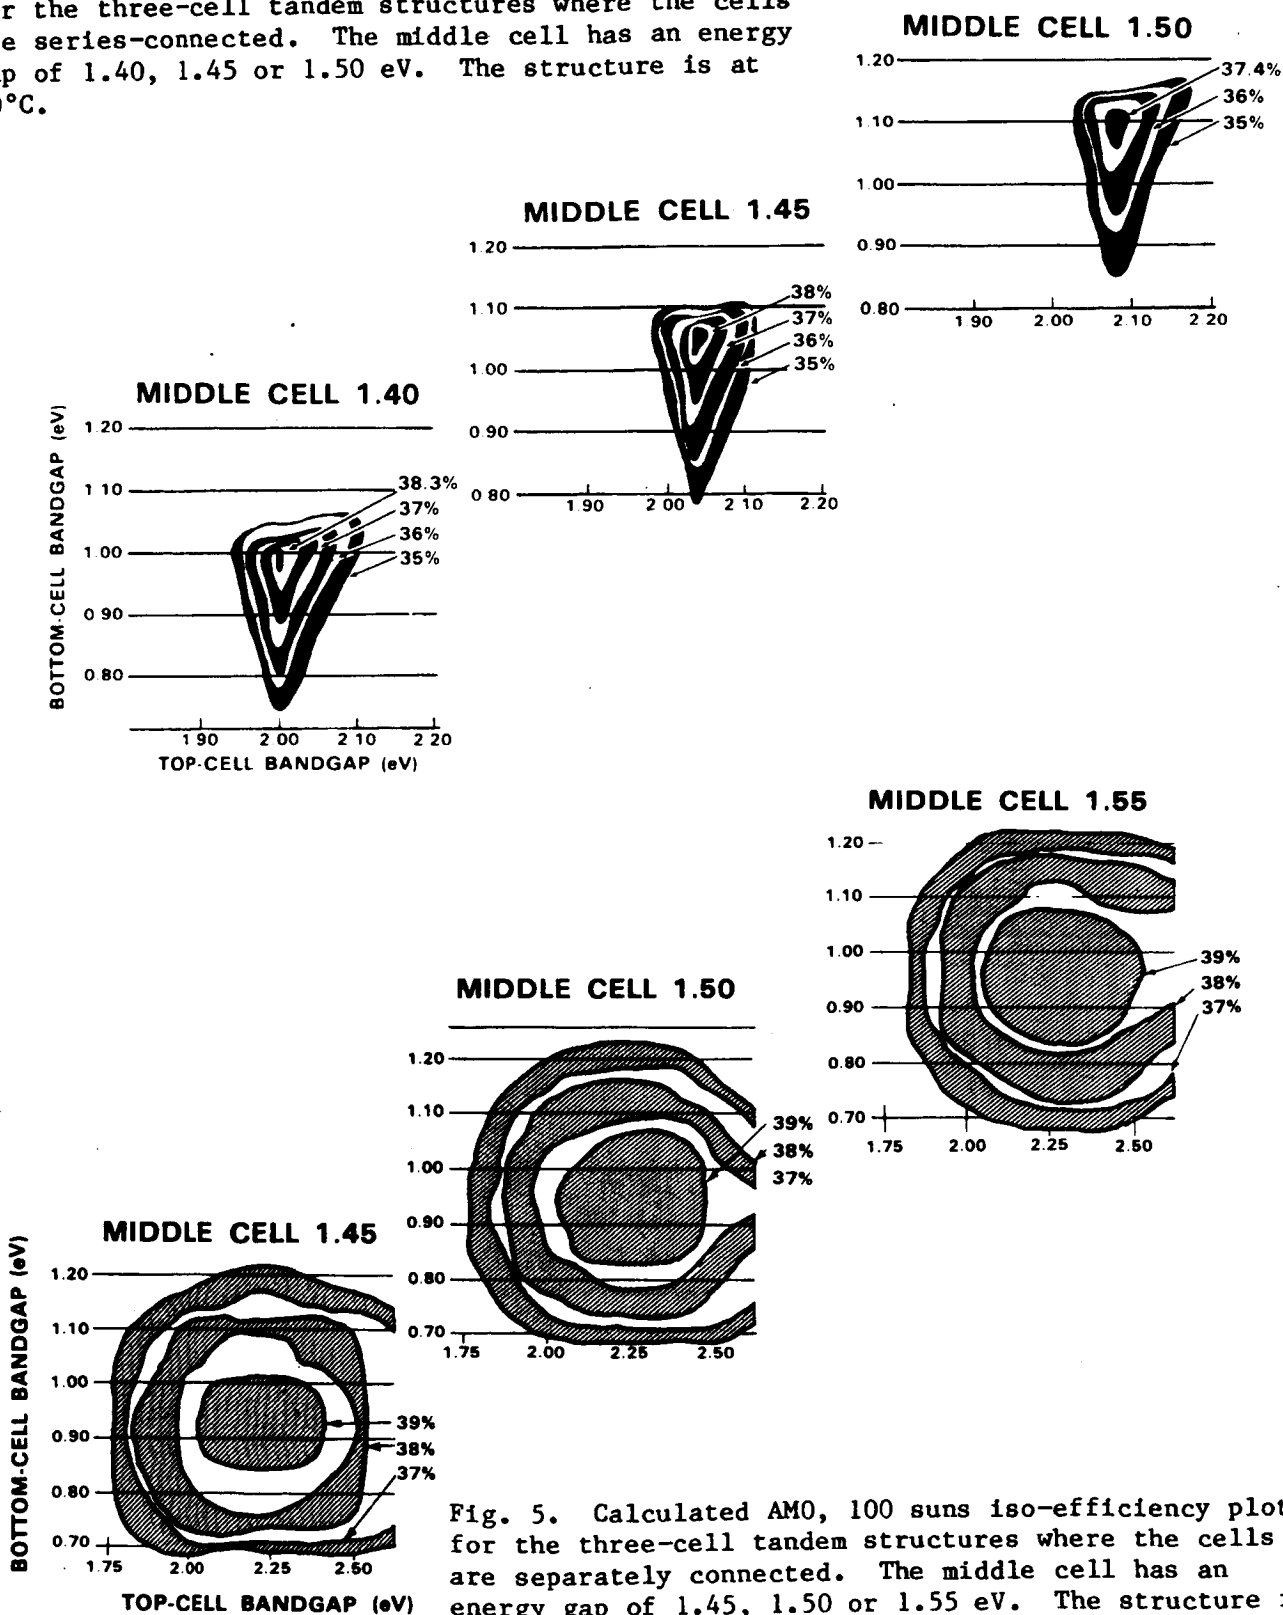 r the three-cell tandem structures where the cells
e series-connected. The middle cell has an energy
p of 1.40, 1.45 or 1.50 eV. The structure is at
°C.
MIDDLE CELL 1.50
1.20
1.10
1.00
0.90
0.80
1.90 2.00 2.10 2.20
37.4%
36%
35%
MIDDLE CELL 1.45
1.20
1.10
1.00
0.90
0.80
1.90 2 00 2 10 2.20
38%
37%
36%
35%
MIDDLE CELL 1.40
BOTTOM-CELL BANDGAP (eV)
1.20
1 10
1.00
0 90
0.80
1 90 2 00 2 10 2 20
TOP-CELL BANDGAP (eV)
38.3%
37%
36%
35%
MIDDLE CELL 1.55
1.20
1.10
1.00
0.90
0.80
0.70
1.75 2.00 2.25 2.50
39%
38%
37%
MIDDLE CELL 1.50
1.20
1.10
1.00
0.90
0.80
0.70
1.75 2.00 2.25 2.50
39%
38%
37%
MIDDLE CELL 1.45
BOTTOM-CELL BANDGAP (eV)
1.20
1.10
1.00
0.90
0.80
0.70
1.75 2.00 2.25 2.50
TOP-CELL BANDGAP (eV)
39%
38%
37%
Fig. 5. Calculated AMO, 100 suns iso-efficiency plot
for the three-cell tandem structures where the cells
are separately connected. The middle cell has an
energy gap of 1.45, 1.50 or 1.55 eV. The structure